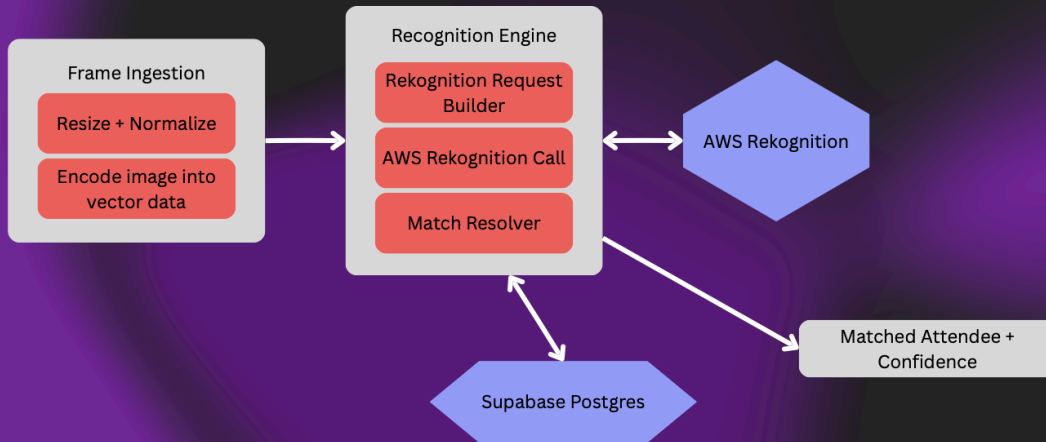 Frame Ingestion
Resize + Normalize
Encode image into
vector data
Recognition Engine
Rekognition Request
Builder
AWS Rekognition Call
Match Resolver
AWS Rekognition
Matched Attendee +
Confidence
Supabase Postgres